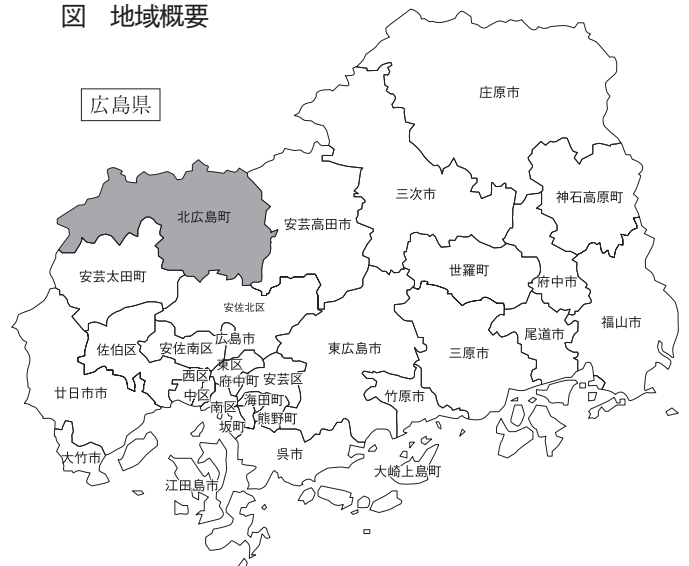 図　地域概要
広島県
庄原市
三次市
神石高原町
北広島町
安芸高田市
世羅町
府中市
安芸太田町
安佐北区
福山市
広島市
尾道市
佐伯区
安佐南区
東広島市
三原市
東区
西区
府中町
安芸区
廿日市市
中区
海田町
竹原市
南区
熊野町
坂町
大竹市
呉市
大崎上島町
江田島市